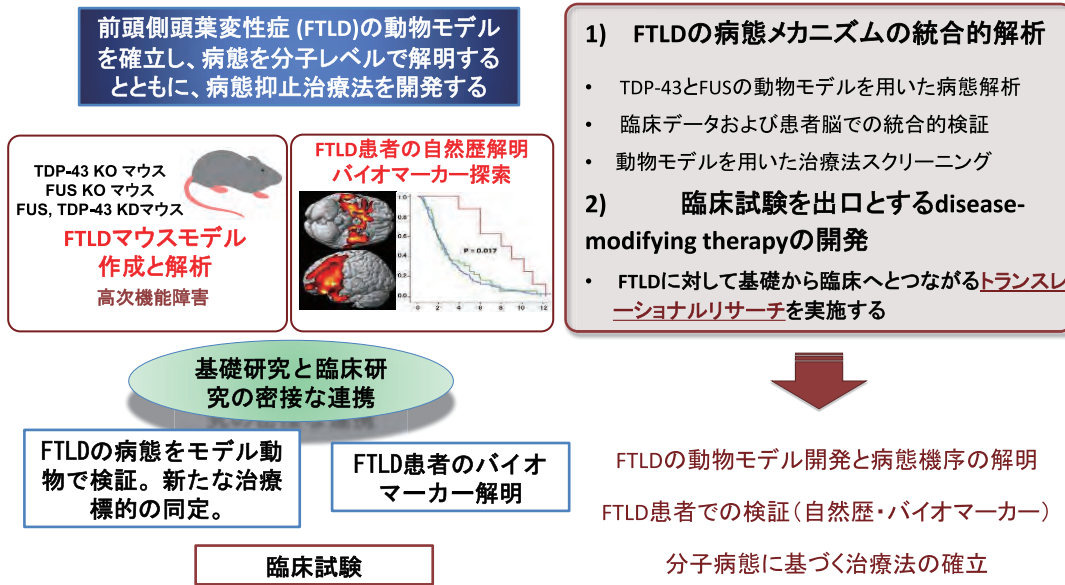 前頭側頭葉変性症 (FTLD)の動物モデル
を確立し、病態を分子レベルで解明する
とともに、病態抑止治療法を開発する
TDP-43 KO マウス
FUS KO マウス
FUS, TDP-43 KDマウス
FTLDマウスモデル
作成と解析
高次機能障害
FTLD患者の自然歴解明
バイオマーカー探索
1.0
0.8
0.6
0.4
0.2
0.0
P = 0.017
0 2 4 6 8 10 12
基礎研究と臨床研
究の密接な連携
FTLDの病態をモデル動
物で検証。新たな治療
標的の同定。
FTLD患者のバイオ
マーカー解明
臨床試験
1) FTLDの病態メカニズムの統合的解析
• TDP-43とFUSの動物モデルを用いた病態解析
• 臨床データおよび患者脳での統合的検証
• 動物モデルを用いた治療法スクリーニング
2) 臨床試験を出口とするdisease-
modifying therapyの開発
• FTLDに対して基礎から臨床へとつながるトランスレ
ーショナルリサーチを実施する
FTLDの動物モデル開発と病態機序の解明
FTLD患者での検証（自然歴・バイオマーカー）
分子病態に基づく治療法の確立